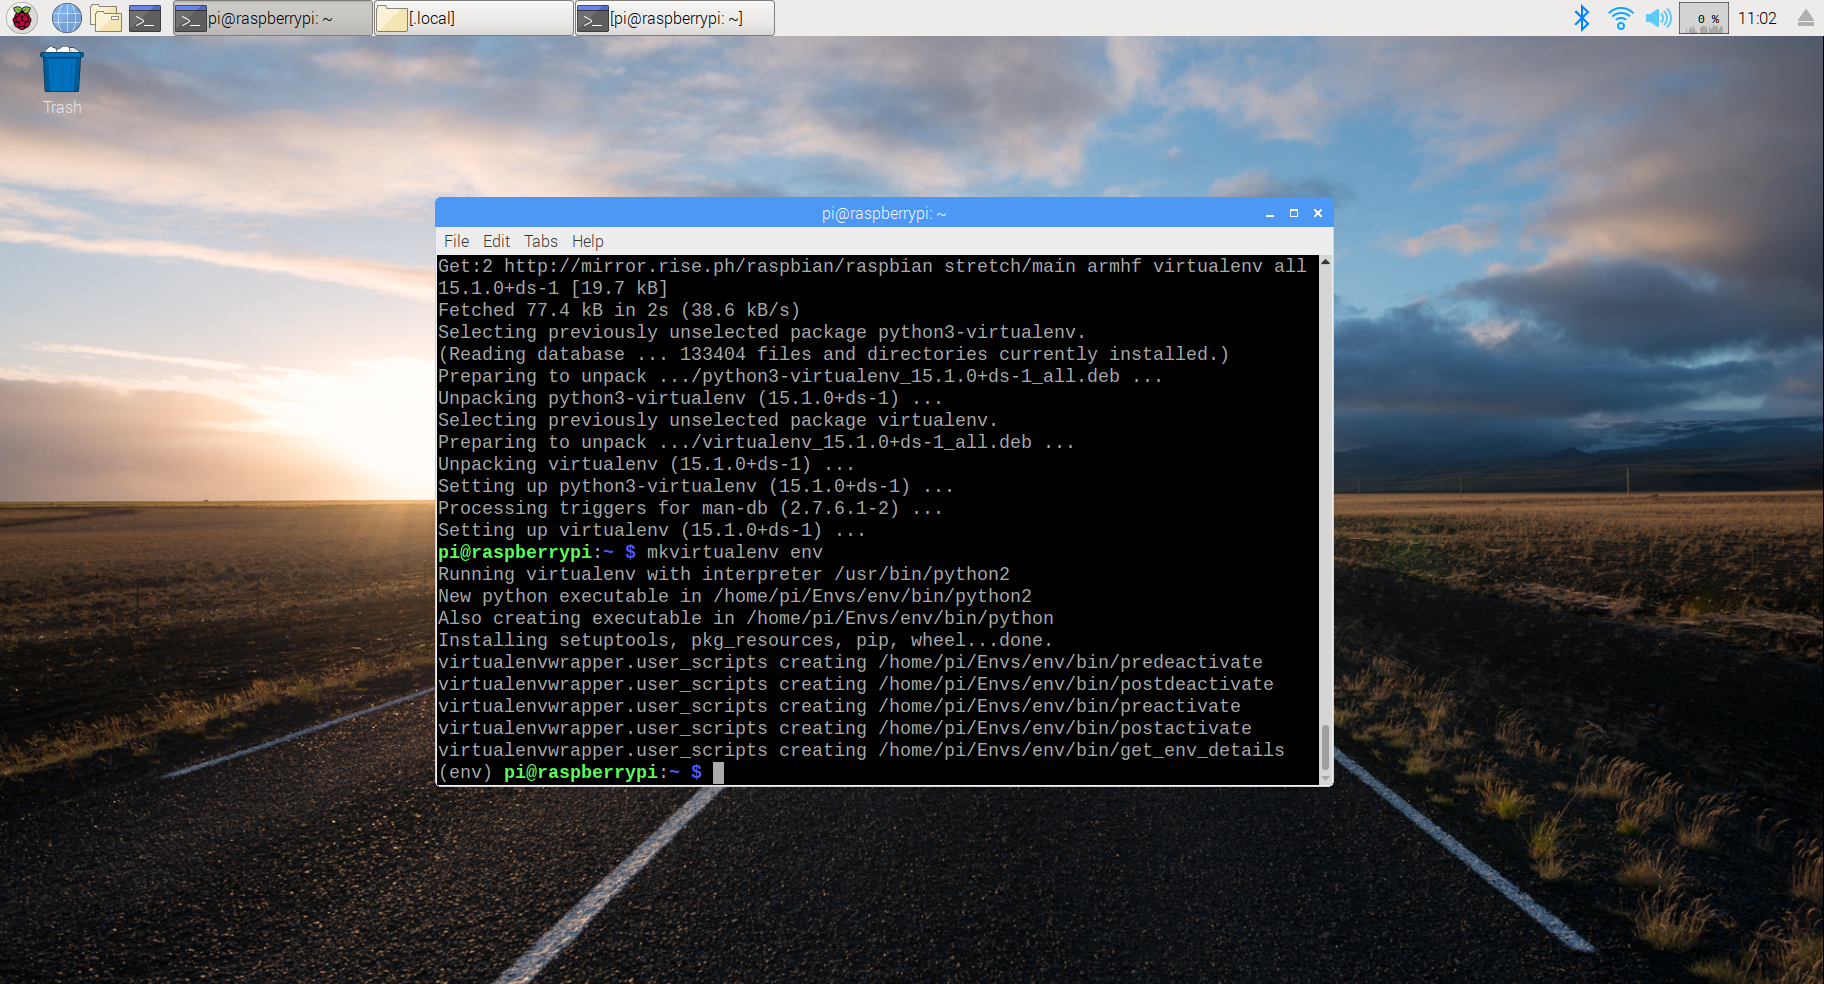 pi@raspberrypi: ~
[.local]
[pi@raspberrypi: ~]
0 %
11:02
Trash
pi@raspberrypi: ~
File Edit Tabs Help
Get:2 http://mirror.rise.ph/raspbian/raspbian stretch/main armhf virtualenv all
15.1.0+ds-1 [19.7 kB]
Fetched 77.4 kB in 2s (38.6 kB/s)
Selecting previously unselected package python3-virtualenv.
(Reading database ... 133404 files and directories currently installed.)
Preparing to unpack .../python3-virtualenv_15.1.0+ds-1_all.deb ...
Unpacking python3-virtualenv (15.1.0+ds-1) ...
Selecting previously unselected package virtualenv.
Preparing to unpack .../virtualenv_15.1.0+ds-1_all.deb ...
Unpacking virtualenv (15.1.0+ds-1) ...
Setting up python3-virtualenv (15.1.0+ds-1) ...
Processing triggers for man-db (2.7.6.1-2) ...
Setting up virtualenv (15.1.0+ds-1) ...
pi@raspberrypi:~ $ mkvirtualenv env
Running virtualenv with interpreter /usr/bin/python2
New python executable in /home/pi/Envs/env/bin/python2
Also creating executable in /home/pi/Envs/env/bin/python
Installing setuptools, pkg_resources, pip, wheel...done.
virtualenvwrapper.user_scripts creating /home/pi/Envs/env/bin/predeactivate
virtualenvwrapper.user_scripts creating /home/pi/Envs/env/bin/postdeactivate
virtualenvwrapper.user_scripts creating /home/pi/Envs/env/bin/preactivate
virtualenvwrapper.user_scripts creating /home/pi/Envs/env/bin/postactivate
virtualenvwrapper.user_scripts creating /home/pi/Envs/env/bin/get_env_details
(env) pi@raspberrypi:~ $